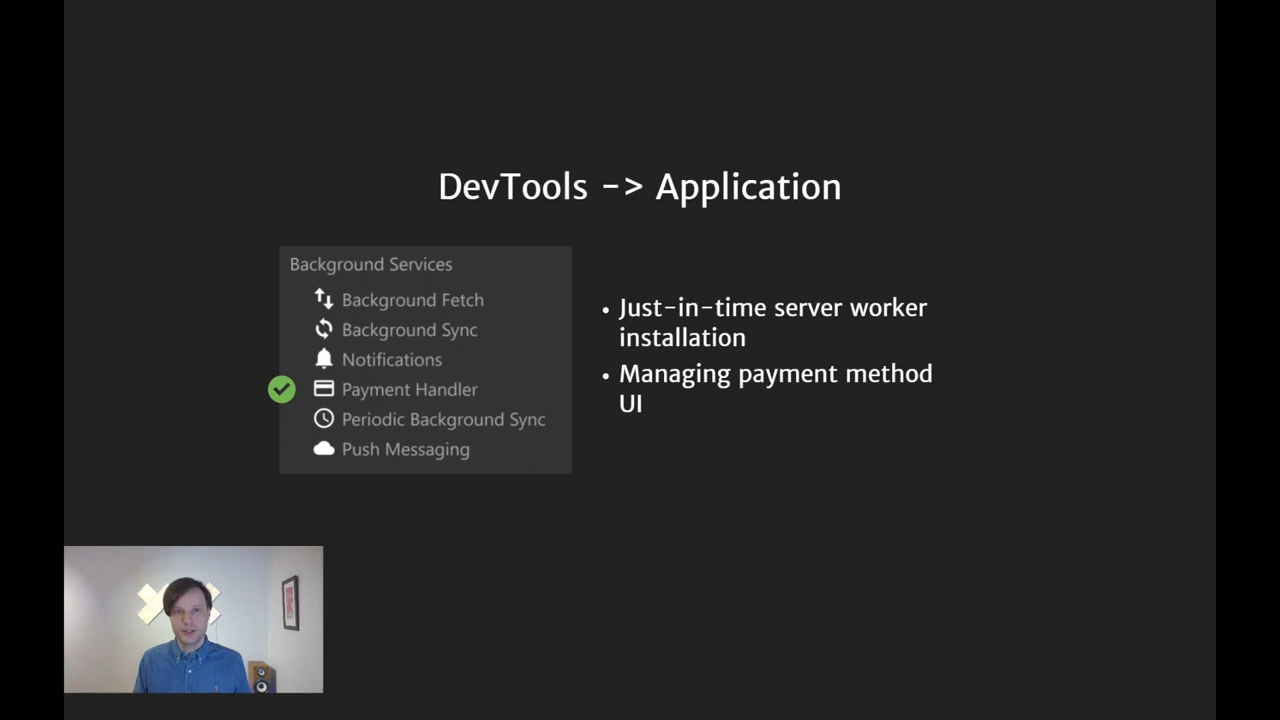 DevTools -> Application
Background Services
Background Fetch
Background Sync
Notifications
Payment Handler
Periodic Background Sync
Push Messaging
• Just-in-time server worker
installation
• Managing payment method
UI